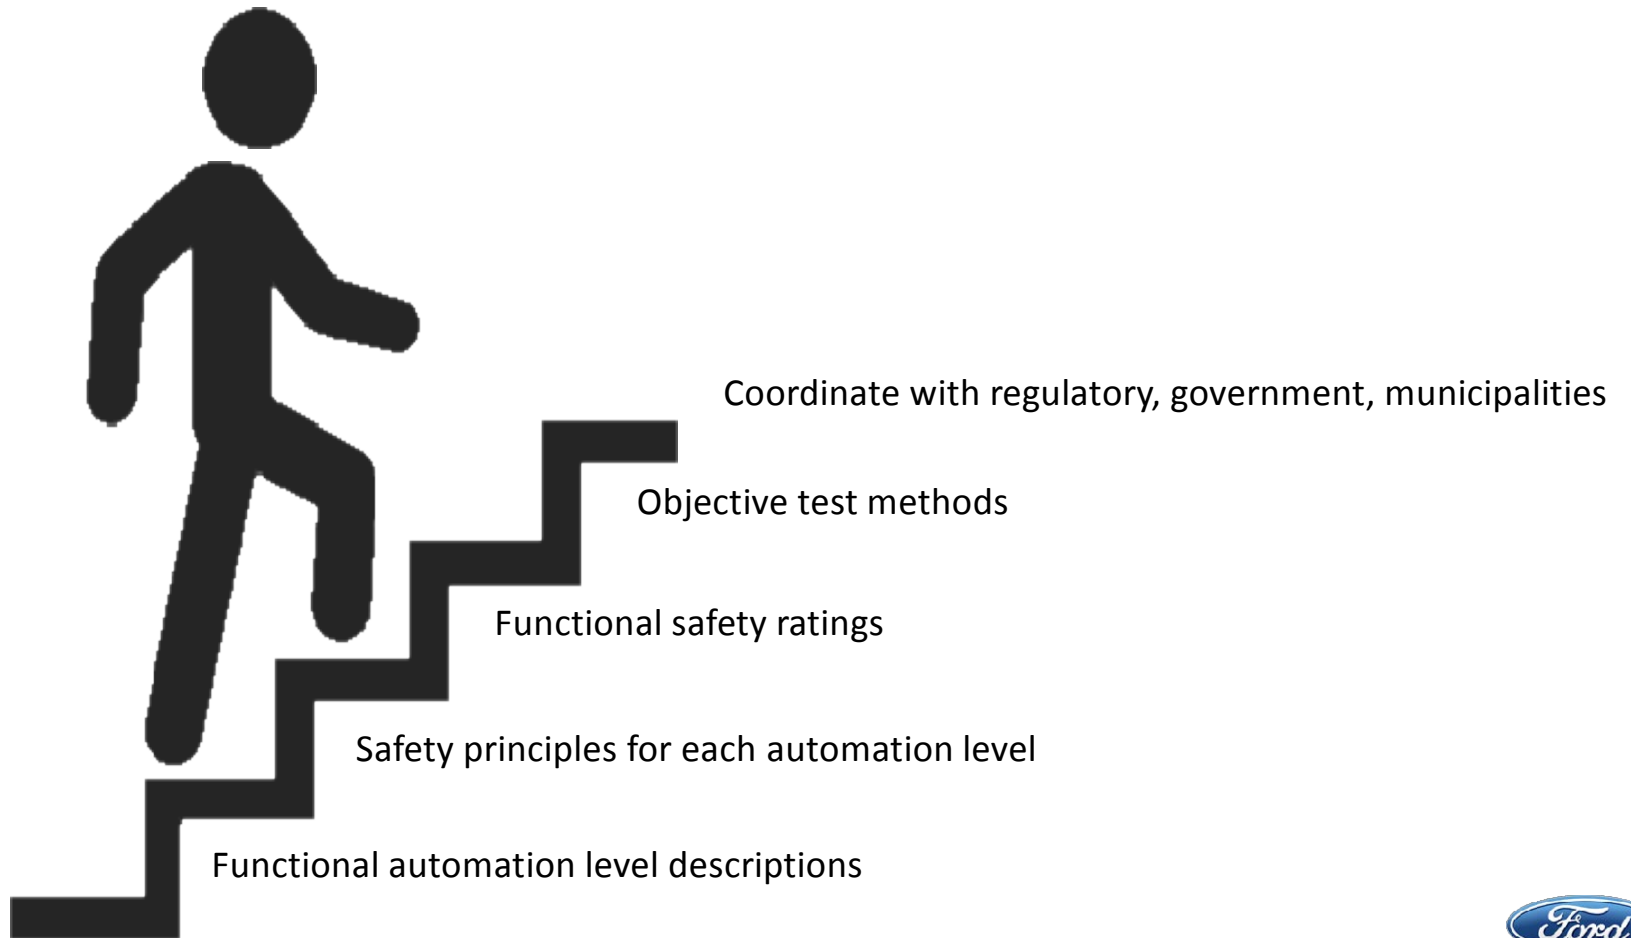 Coordinate with regulatory, government, municipalities
Objective test methods
Functional safety ratings
Safety principles for each automation level
Functional automation level descriptions
Ford